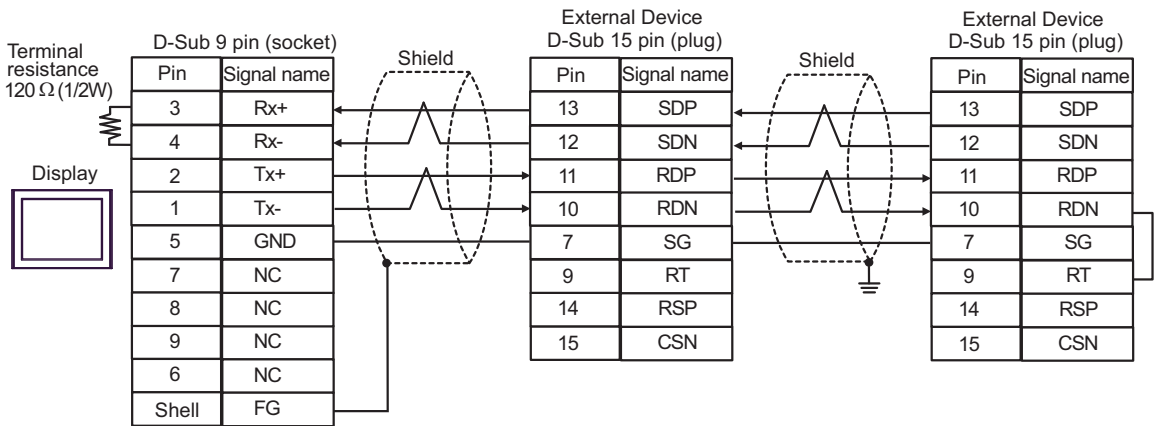 Terminal
resistance
120 Ω (1/2W)
Display
D-Sub 9 pin (socket)
Pin Signal name
3 Rx+
4 Rx-
2 Tx+
1 Tx-
5 GND
7 NC
8 NC
9 NC
6 NC
Shell FG
Shield
External Device
D-Sub 15 pin (plug)
Pin Signal name
13 SDP
12 SDN
11 RDP
10 RDN
7 SG
9 RT
14 RSP
15 CSN
Shield
External Device
D-Sub 15 pin (plug)
Pin Signal name
13 SDP
12 SDN
11 RDP
10 RDN
7 SG
9 RT
14 RSP
15 CSN